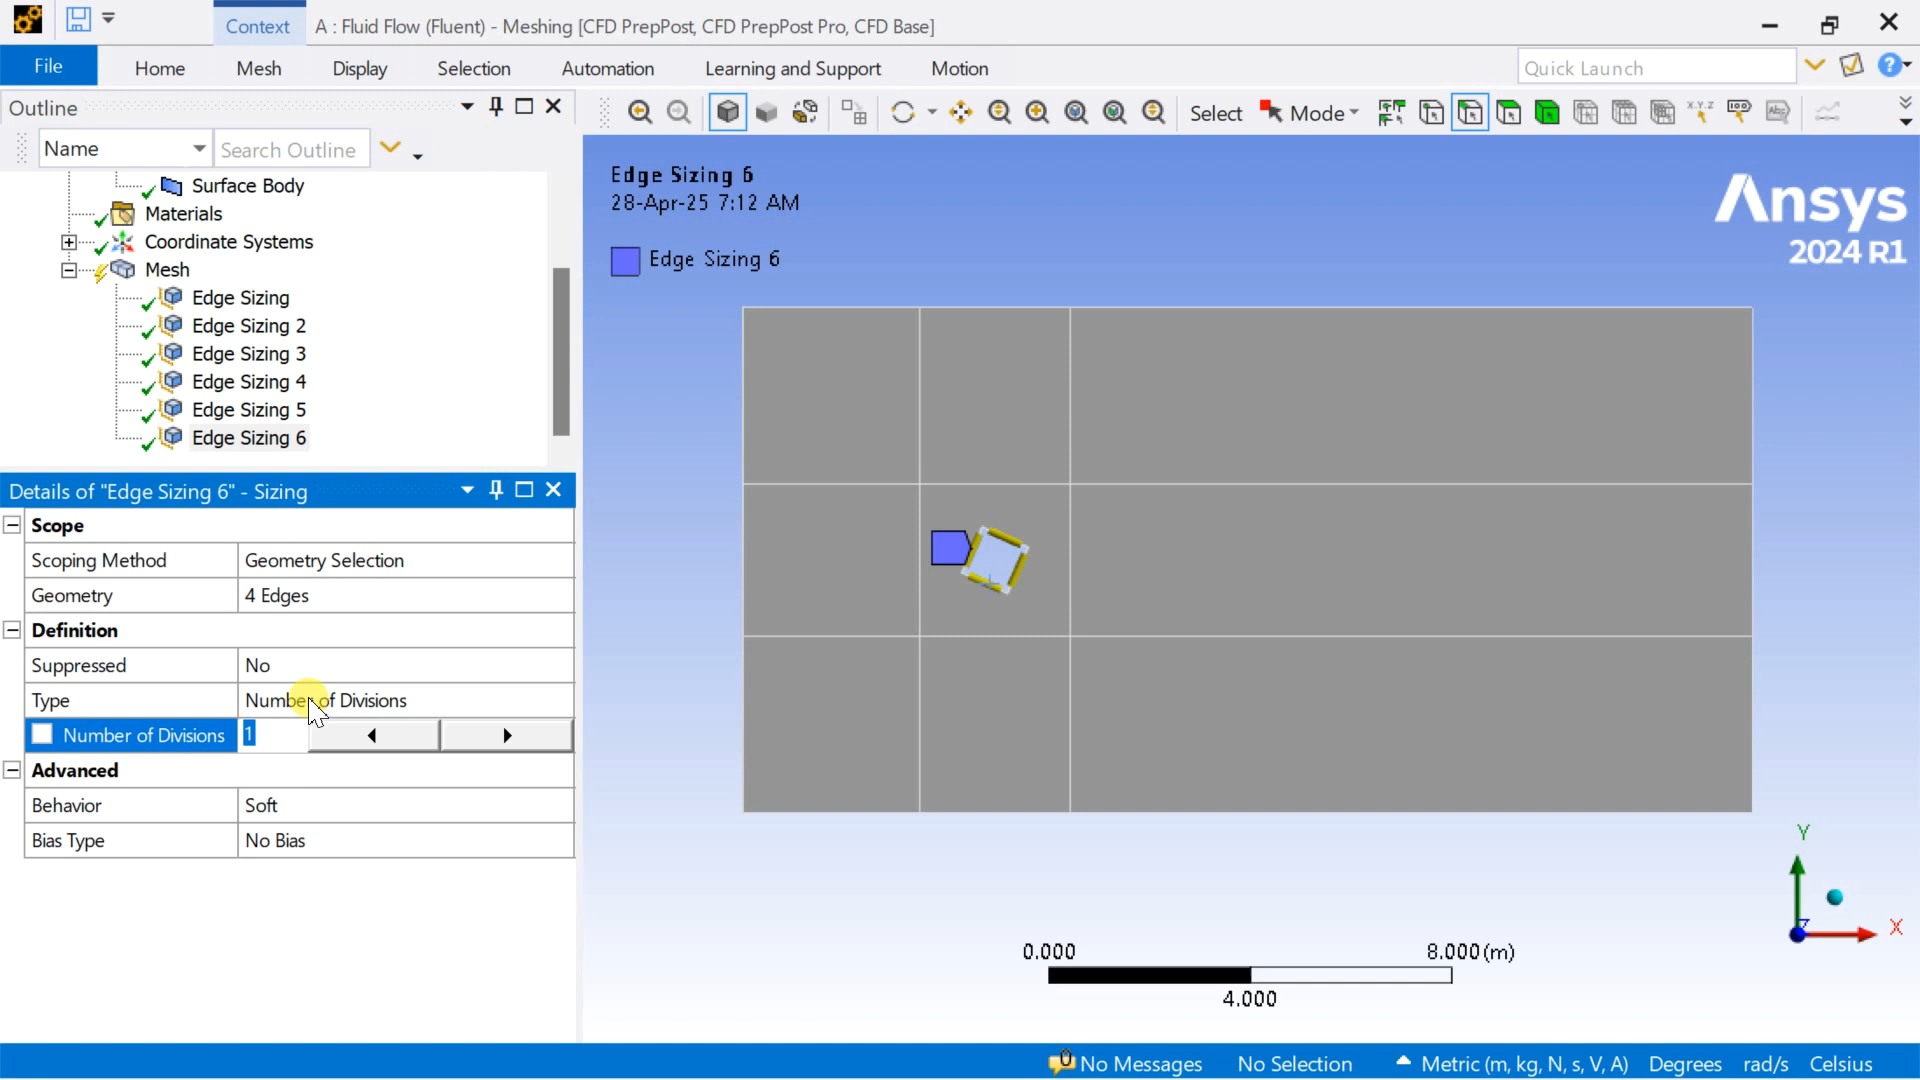 Context
A : Fluid Flow (Fluent) - Meshing [CFD PrepPost, CFD PrepPost Pro, CFD Base]
File
Home
Mesh
Display
Selection
Automation
Learning and Support
Motion
Quick Launch
Outline
Name
Search Outline
Select
Mode
Surface Body
Materials
Coordinate Systems
Mesh
Edge Sizing
Edge Sizing 2
Edge Sizing 3
Edge Sizing 4
Edge Sizing 5
Edge Sizing 6
Details of "Edge Sizing 6" - Sizing
Scope
Scoping Method Geometry Selection
Geometry 4 Edges
Definition
Suppressed No
Type Number of Divisions
Number of Divisions 1
Advanced
Behavior Soft
Bias Type No Bias
Edge Sizing 6
28-Apr-25 7:12 AM
Edge Sizing 6
Ansys
2024 R1
Y
Z
X
0.000
8.000(m)
4.000
0
No Messages
No Selection
Metric (m, kg, N, s, V, A)
Degrees
rad/s
Celsius